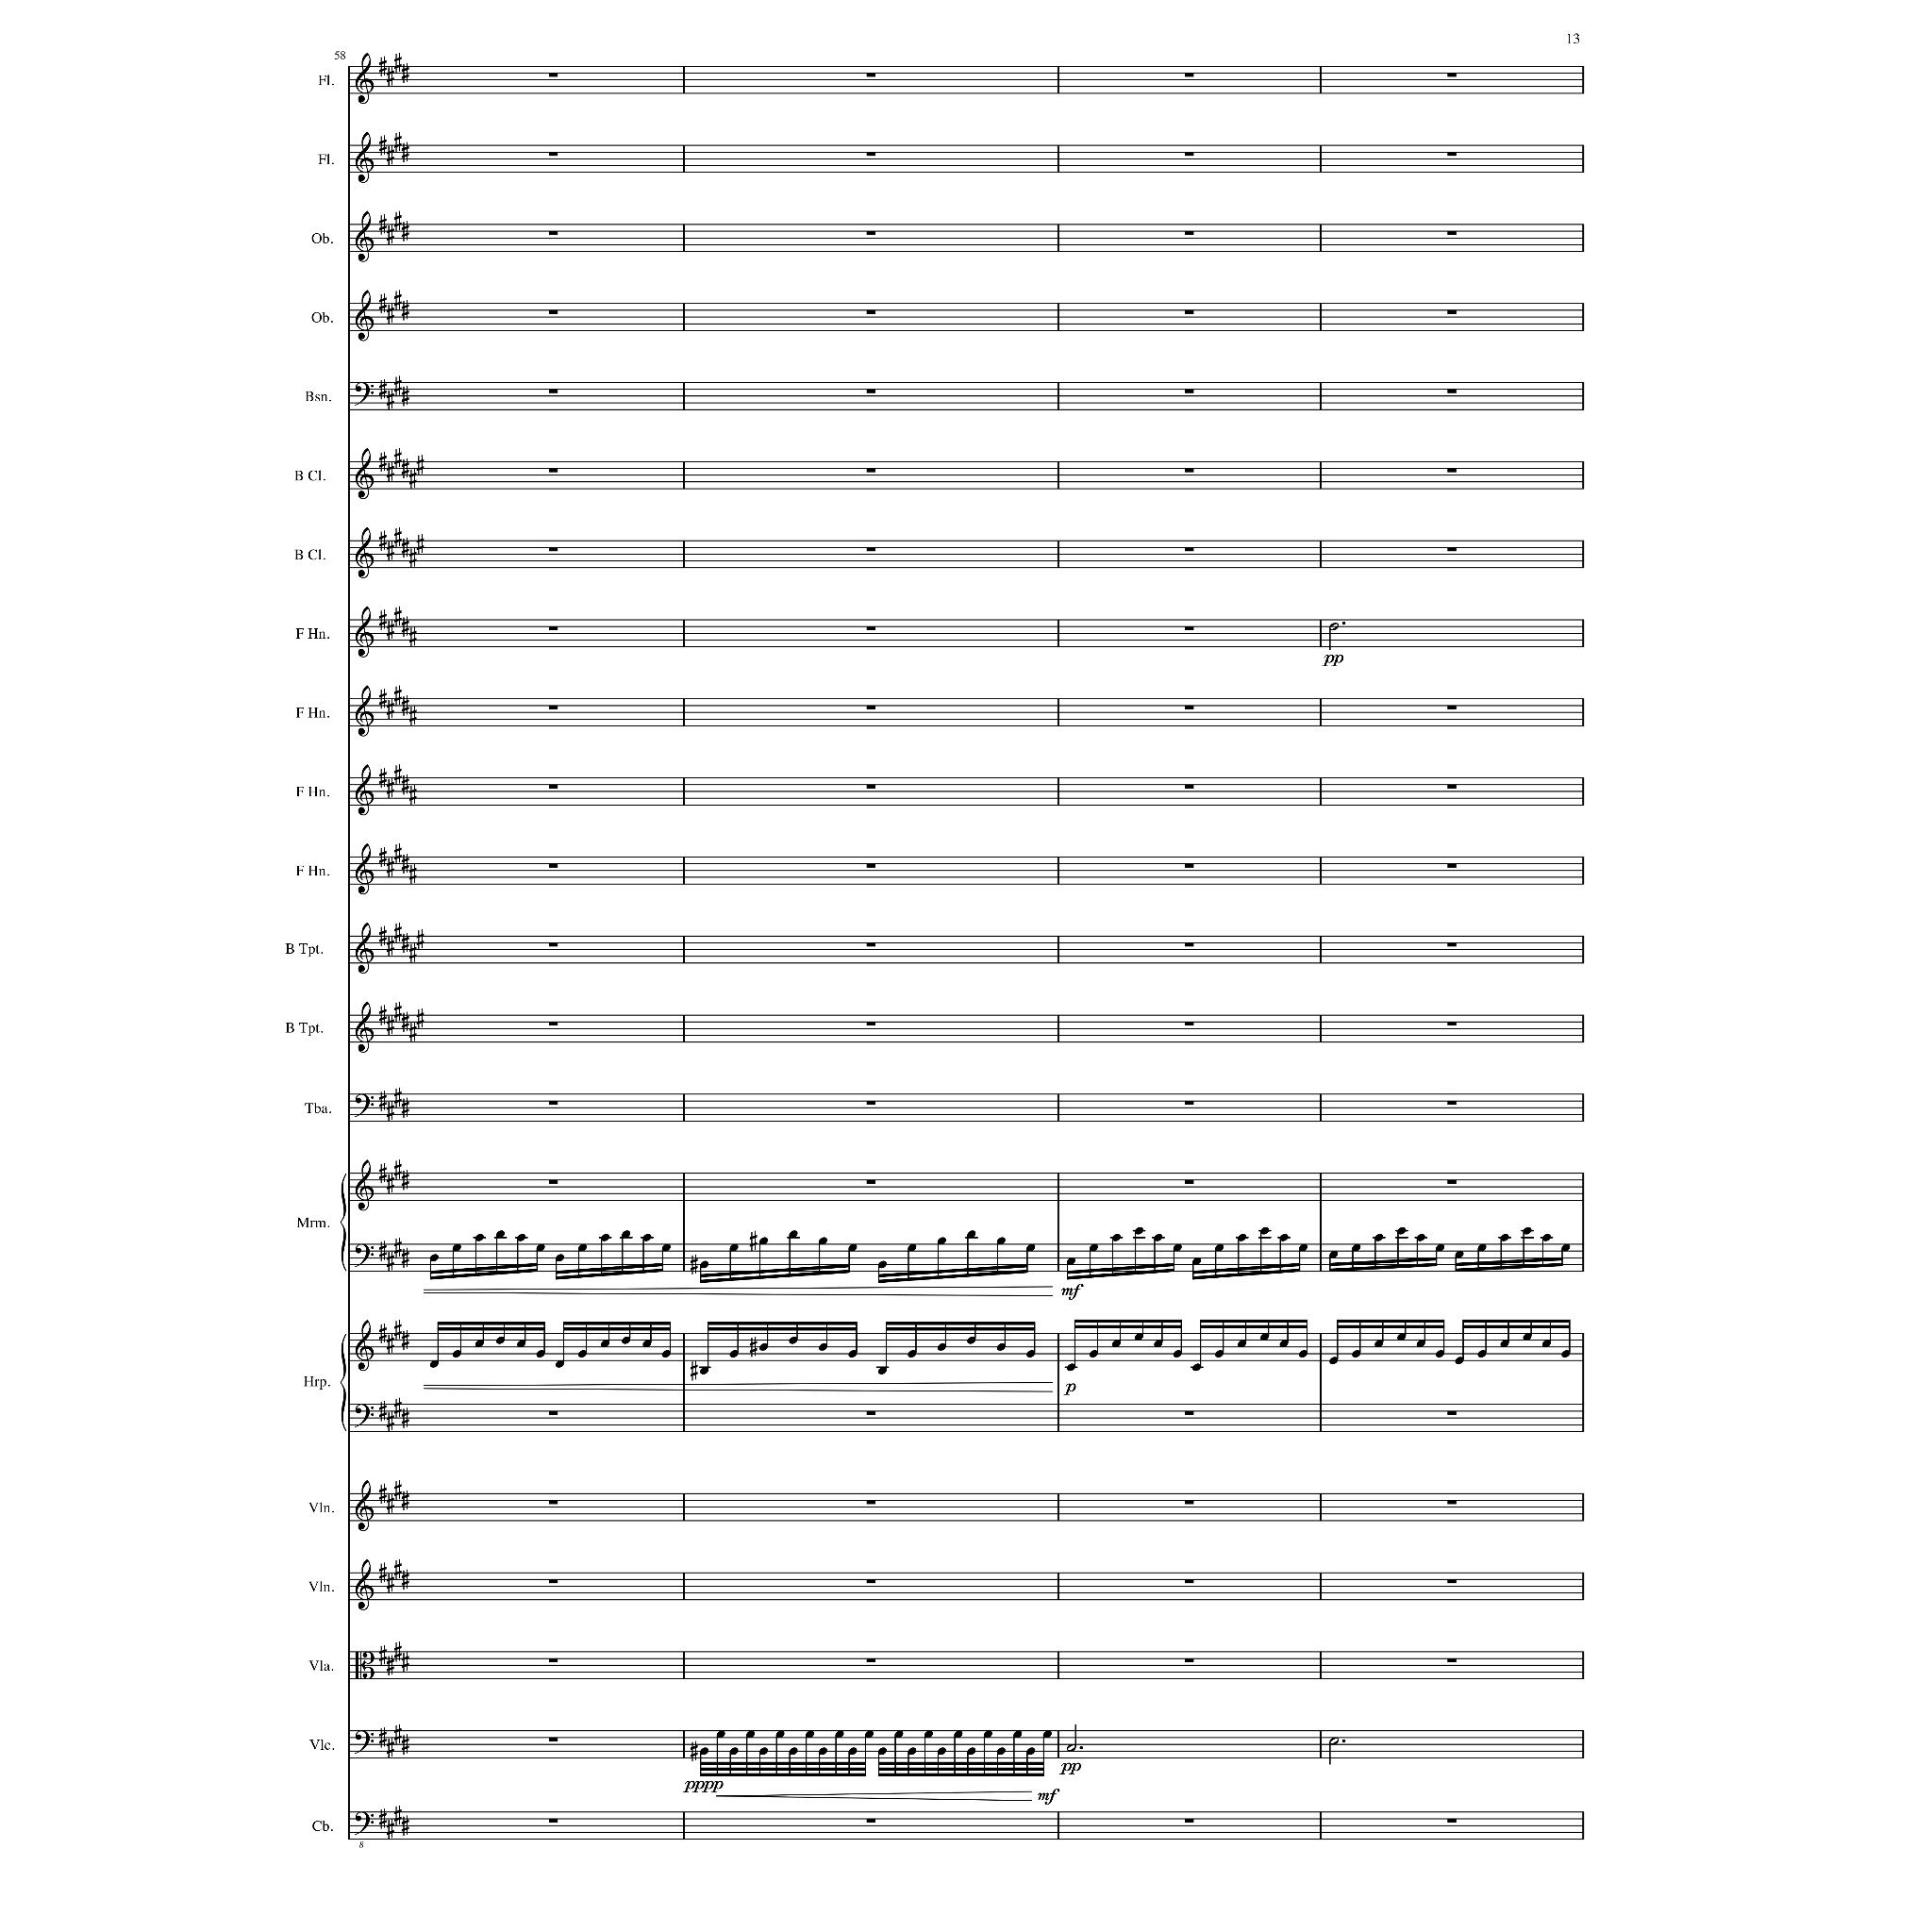 13
58
Fl.
Fl.
Ob.
Ob.
Bsn.
B Cl.
B Cl.
F Hn.
pp
F Hn.
F Hn.
F Hn.
B Tpt.
B Tpt.
Tba.
Mrm.
mf
Hrp.
p
Vln.
Vln.
Vla.
Vlc.
pppp mf pp
Cb.
8